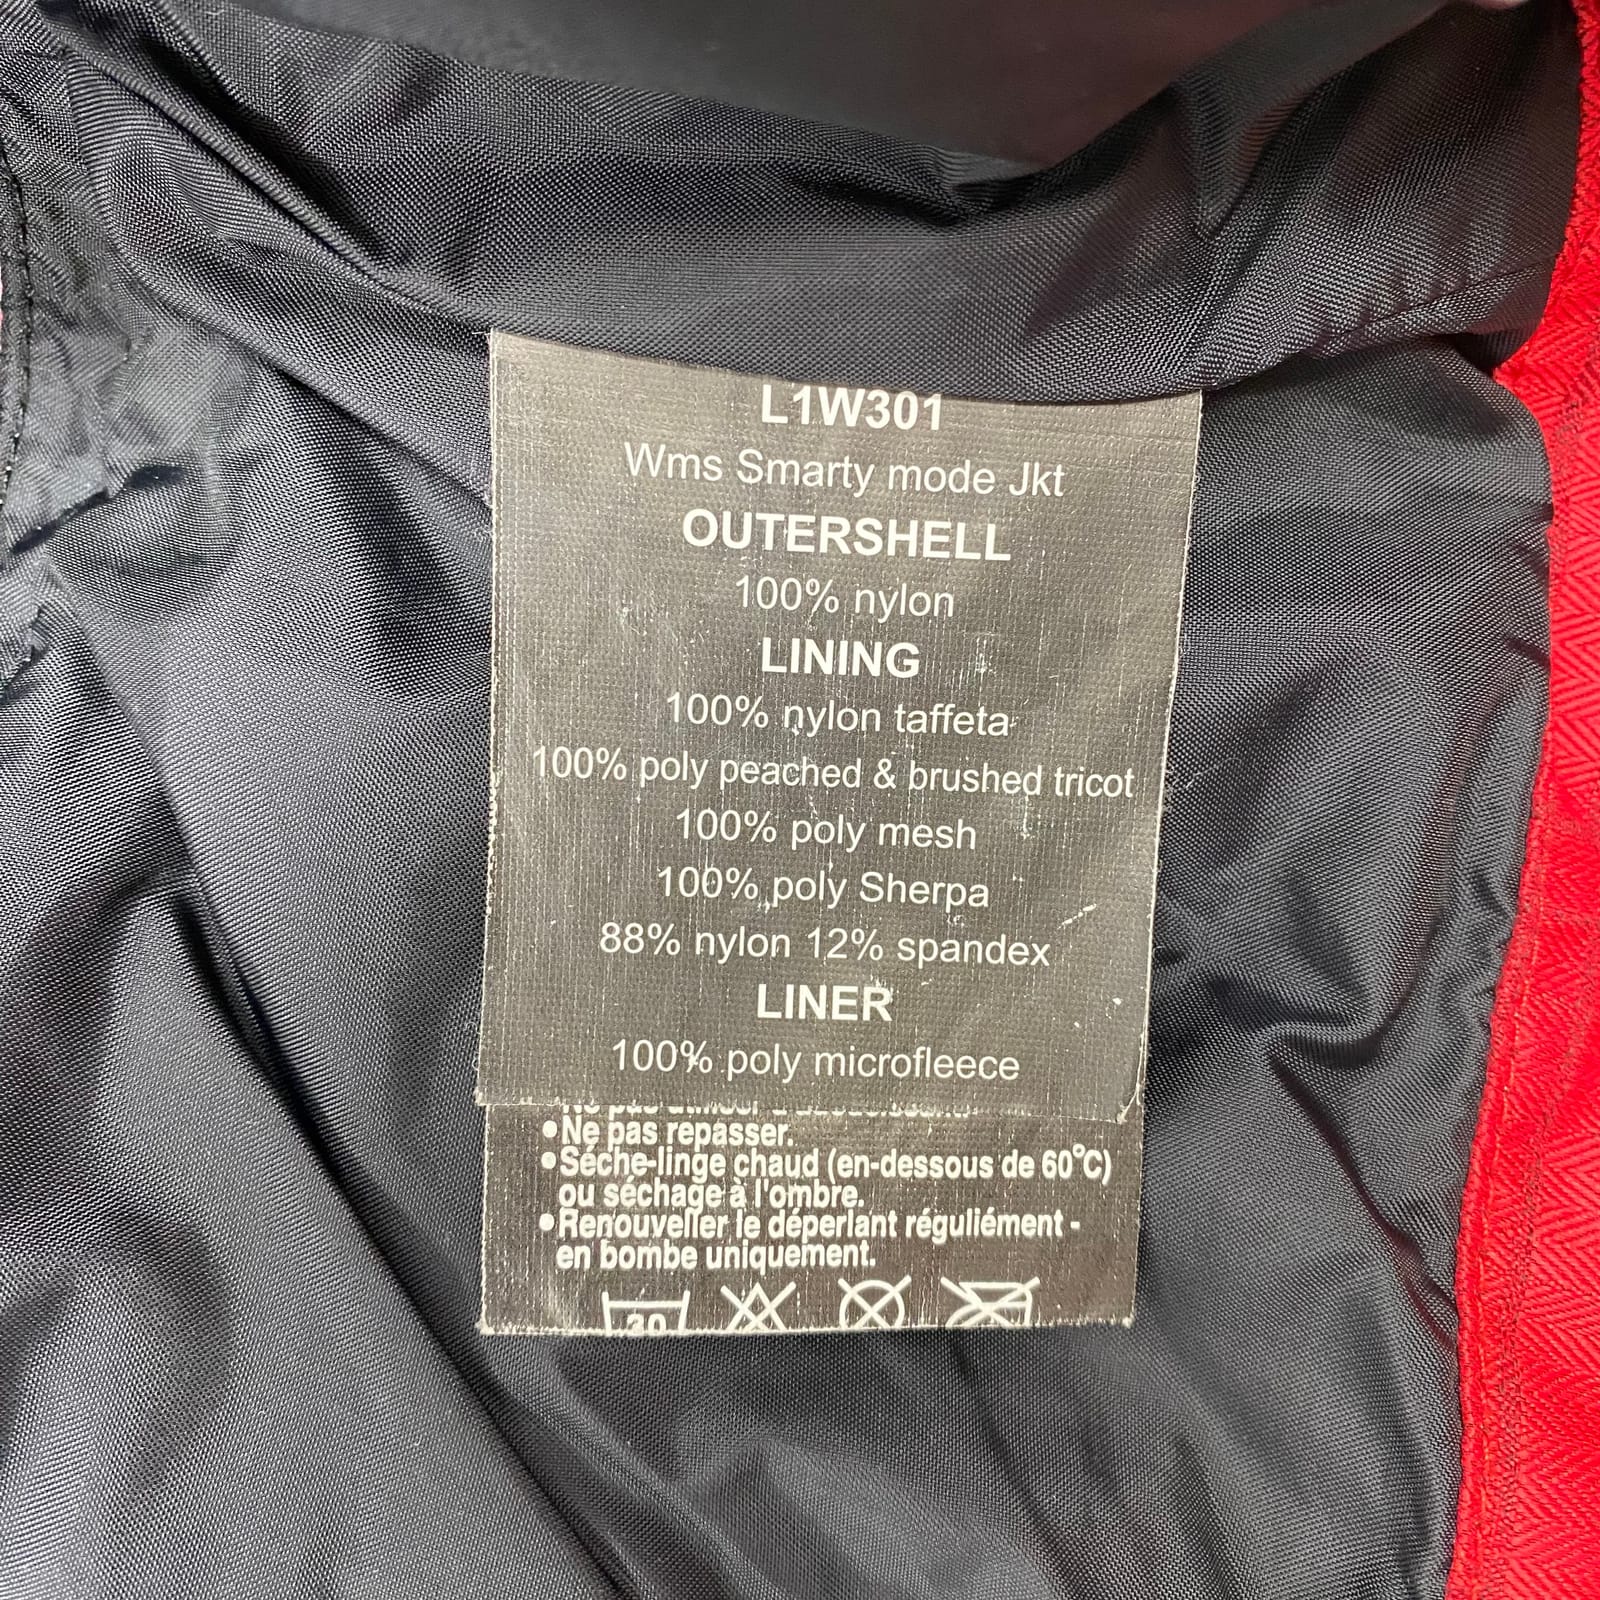 L1W301
Wms Smarty mode Jkt
OUTERSHELL
100% nylon
LINING
100% nylon taffeta
100% poly peached & brushed tricot
100% poly mesh
100% poly Sherpa
88% nylon 12% spandex
LINER
100% poly microfleece
•Ne pas repasser.
•Séche-linge chaud (en-dessous de 60°C)
ou séchage à l'ombre.
•Renouveller le déperlant réguliément -
en bombe uniquement.
30